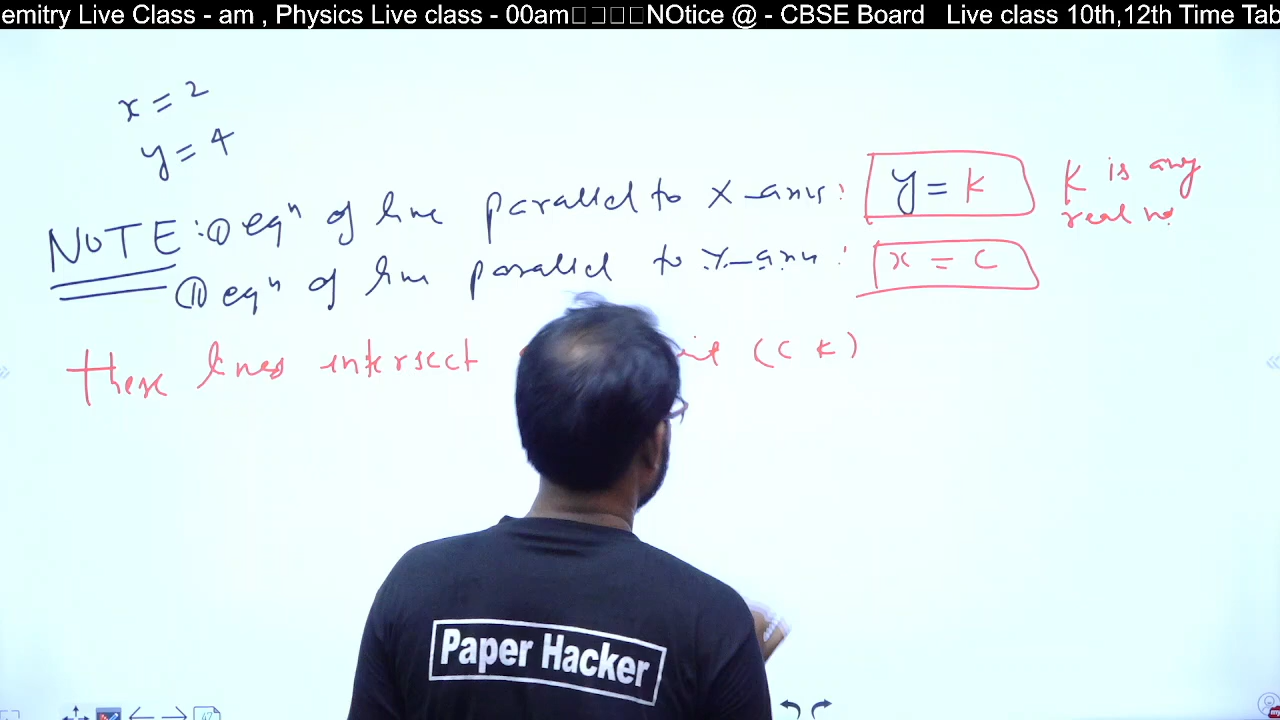 emitry Live Class - am , Physics Live class - 00am□□□□NOtice @ - CBSE Board Live class 10th,12th Time Tab
x = 2
y = 4
NOTE : ① eqⁿ of line parallel to X-axis : y = k K is any
real no.
② eqⁿ of line parallel to Y-axis : x = c
These lines intersect (C K)
Paper Hacker